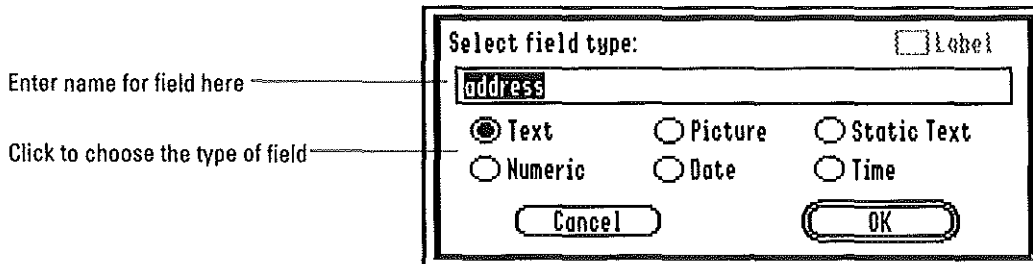 Select field type:
Label
Enter name for field here
address
Click to choose the type of field
Text
Picture
Static Text
Numeric
Date
Time
Cancel
OK